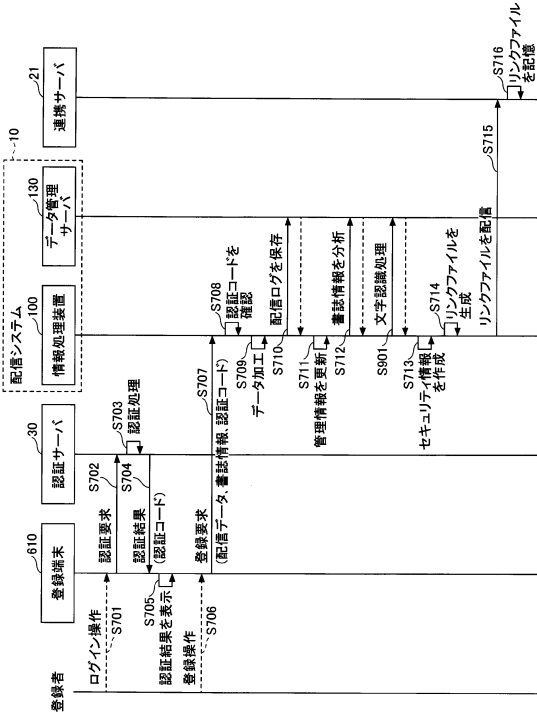 配信システム
10
登録者
610
登録端末
30
認証サーバ
100
情報処理装置
130
データ管理
サーバ
21
連携サーバ
ログイン操作
S701
認証要求
S702
S703
認証処理
認証結果
(認証コード)
S704
S705
認証結果を表示
登録操作
S706
登録要求
(配信データ、書誌情報、認証コード)
S707
S708
認証コードを
確認
S709
データ加工
配信ログを保存
S710
S711
管理情報を更新
書誌情報を分析
S712
文字認識処理
S901
S713
セキュリティ情報
を作成
S714
リンクファイルを
生成
リンクファイルを配信
S715
S716
リンクファイル
を記憶